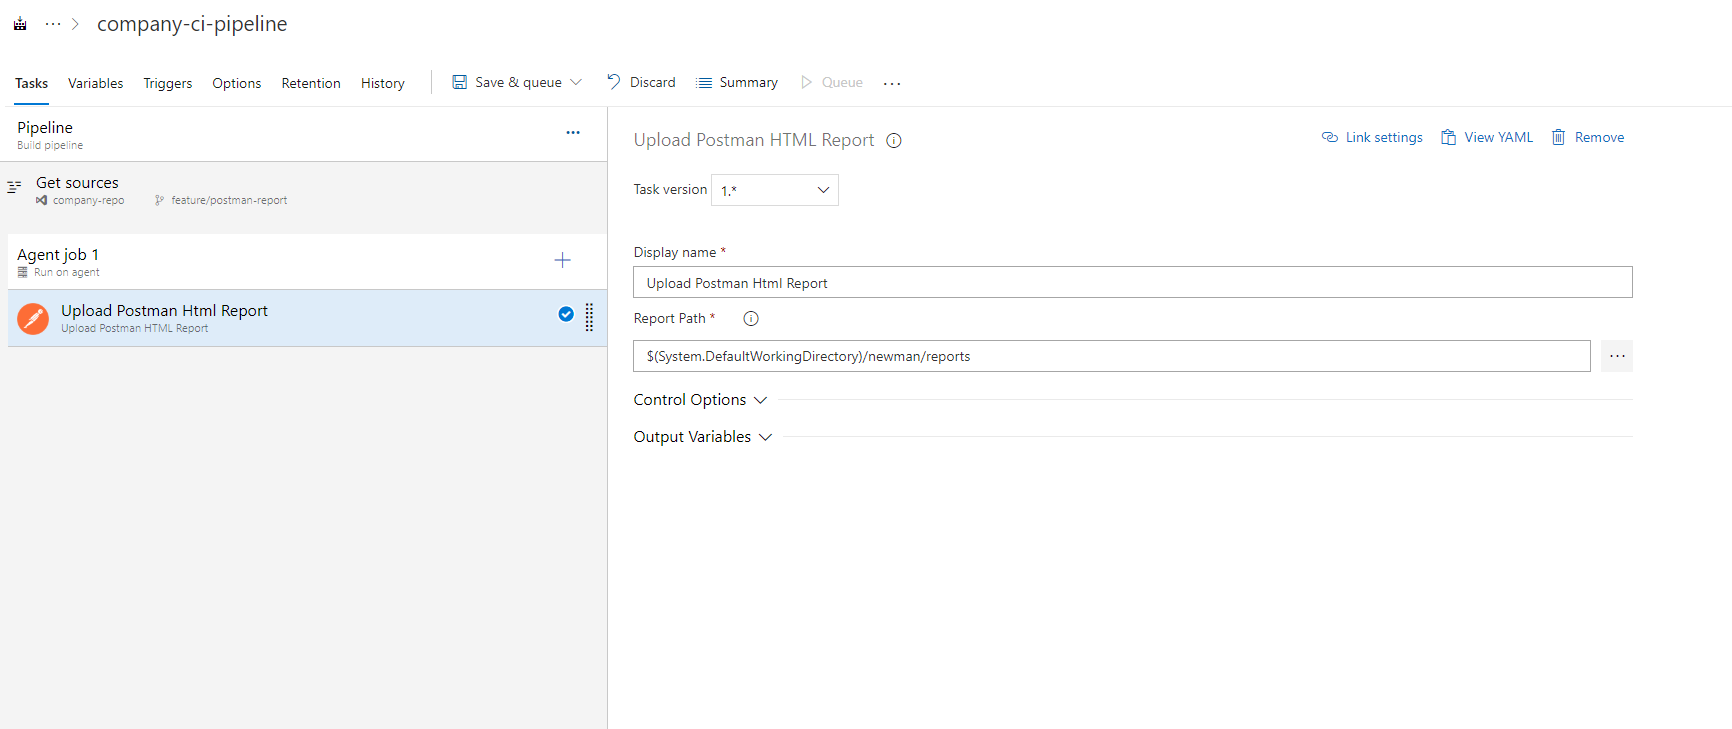 company-ci-pipeline
Tasks Variables Triggers Options Retention History Save & queue Discard Summary Queue
Pipeline
Build pipeline
Get sources
company-repo feature/postman-report
Agent job 1
Run on agent
Upload Postman Html Report
Upload Postman HTML Report
Upload Postman HTML Report
Link settings View YAML Remove
Task version 1.*
Display name *
Upload Postman Html Report
Report Path *
$(System.DefaultWorkingDirectory)/newman/reports
Control Options
Output Variables